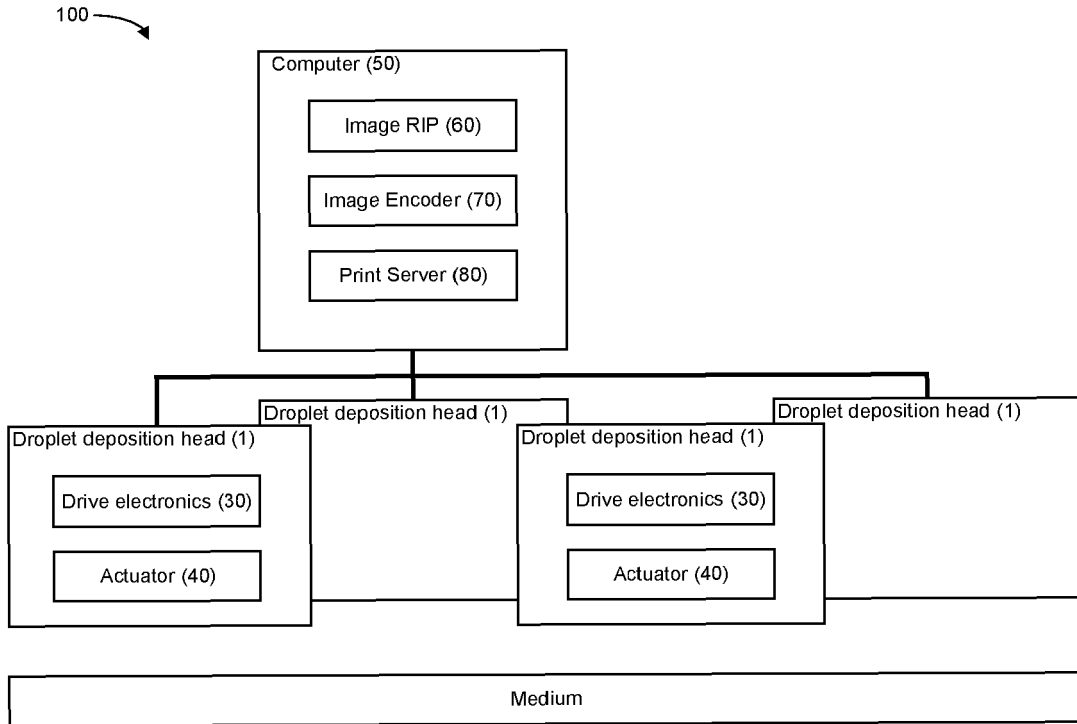 100
Computer (50)
Image RIP (60)
Image Encoder (70)
Print Server (80)
Droplet deposition head (1)
Droplet deposition head (1)
Droplet deposition head (1)
Droplet deposition head (1)
Drive electronics (30)
Drive electronics (30)
Actuator (40)
Actuator (40)
Medium